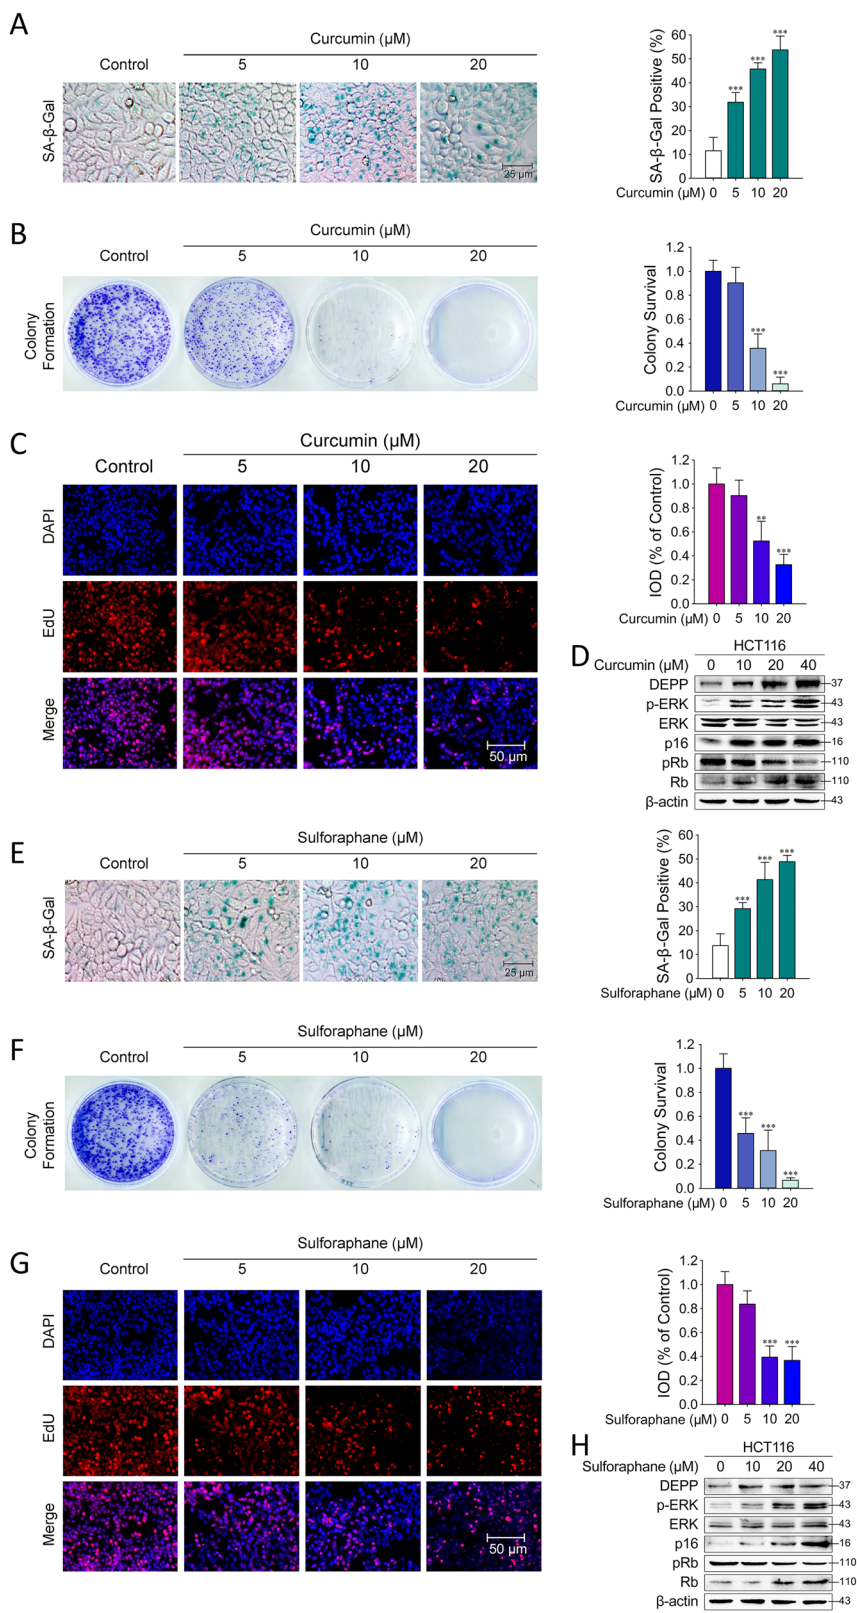 A
Curcumin (μM)
Control 5 10 20
SA-β-Gal
25 μm
SA-β-Gal Positive (%)
60
50
40
30
20
10
0
***
***
***
Curcumin (μM) 0 5 10 20
B
Curcumin (μM)
Control 5 10 20
Colony
Formation
Colony Survival
1.2
1.0
0.8
0.6
0.4
0.2
0.0
***
***
Curcumin (μM) 0 5 10 20
C
Curcumin (μM)
Control 5 10 20
DAPI
EdU
Merge
50 μm
IOD (% of Control)
1.2
1.0
0.8
0.6
0.4
0.2
0.0
**
***
Curcumin (μM) 0 5 10 20
D
HCT116
Curcumin (μM) 0 10 20 40
DEPP 37
p-ERK 43
ERK 43
p16 16
pRb 110
Rb 110
β-actin 43
E
Sulforaphane (μM)
Control 5 10 20
SA-β-Gal
25 μm
SA-β-Gal Positive (%)
60
50
40
30
20
10
0
***
***
***
Sulforaphane (μM) 0 5 10 20
F
Sulforaphane (μM)
Control 5 10 20
Colony
Formation
Colony Survival
1.2
1.0
0.8
0.6
0.4
0.2
0.0
***
***
***
Sulforaphane (μM) 0 5 10 20
G
Sulforaphane (μM)
Control 5 10 20
DAPI
EdU
Merge
50 μm
IOD (% of Control)
1.2
1.0
0.8
0.6
0.4
0.2
0.0
***
***
Sulforaphane (μM) 0 5 10 20
H
HCT116
Sulforaphane (μM) 0 10 20 40
DEPP 37
p-ERK 43
ERK 43
p16 16
pRb 110
Rb 110
β-actin 43